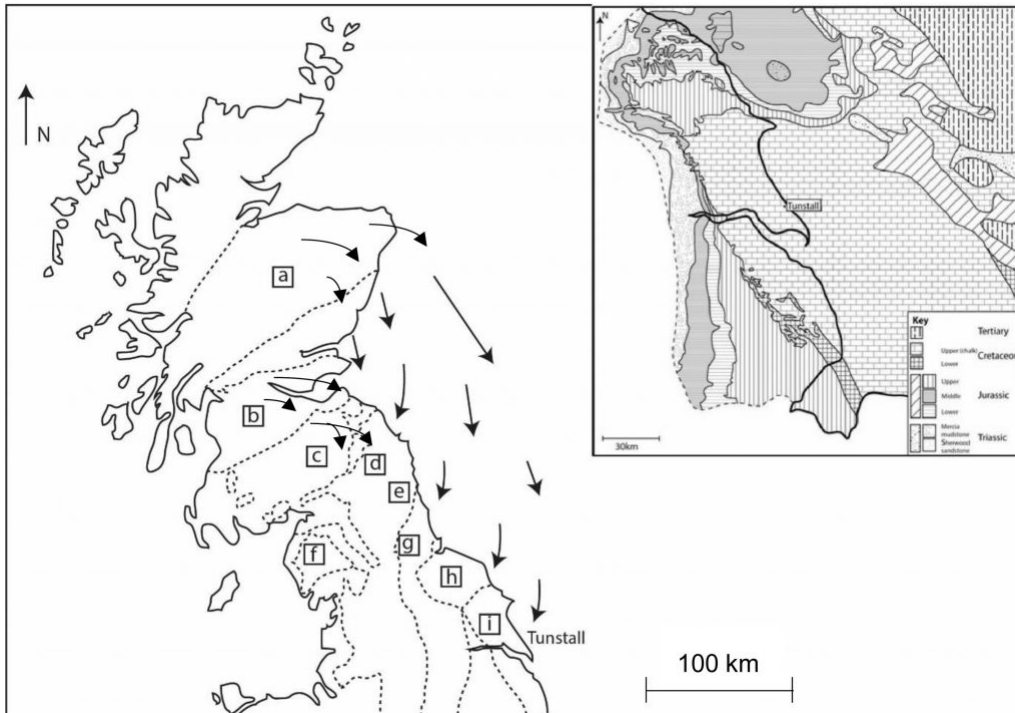 N
a
b
c
d
e
f
g
h
i
Tunstall
100 km
N
Tunstall
30km
Key
Tertiary
Cretaceou
Upper (chalk)
Lower
Upper
Middle
Jurassic
Lower
Mercia
mudstone
Sherwood
sandstone
Triassic